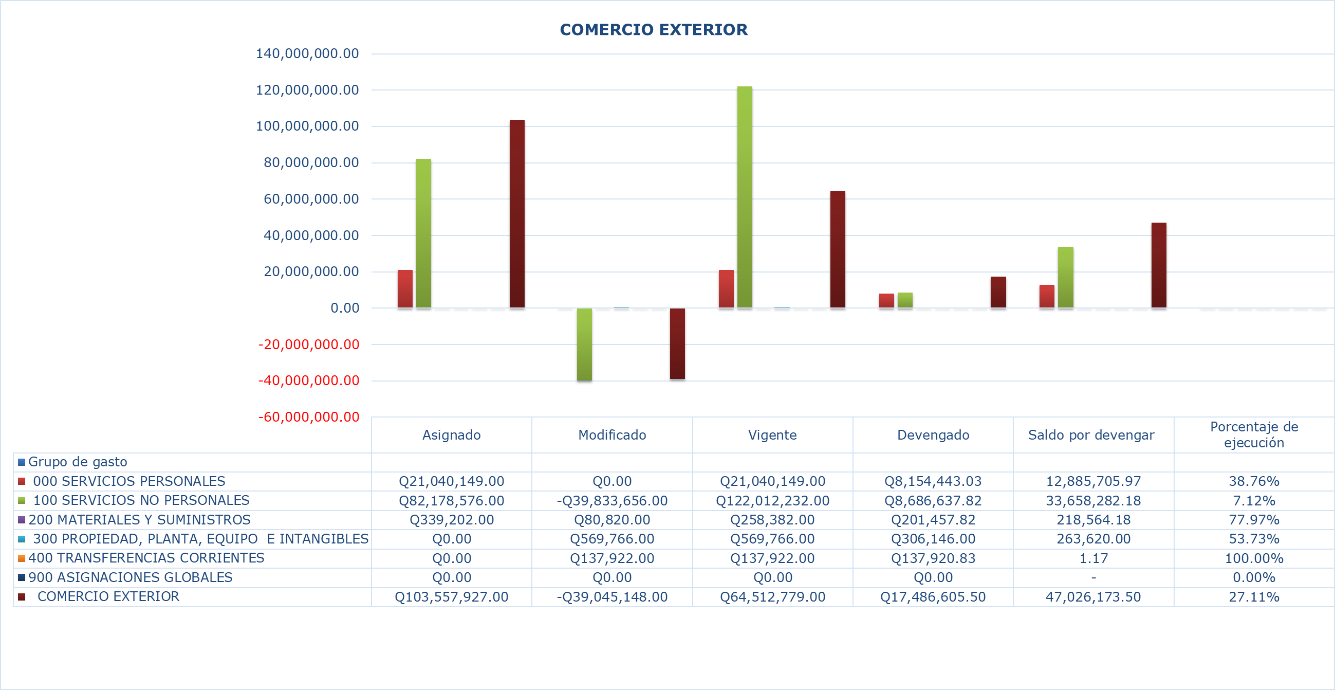 COMERCIO EXTERIOR
140,000,000.00
120,000,000.00
100,000,000.00
80,000,000.00
60,000,000.00
40,000,000.00
20,000,000.00
0.00
-20,000,000.00
-40,000,000.00
-60,000,000.00
Asignado Modificado Vigente Devengado Saldo por devengar Porcentaje de ejecución
Grupo de gasto
000 SERVICIOS PERSONALES Q21,040,149.00 Q0.00 Q21,040,149.00 Q8,154,443.03 12,885,705.97 38.76%
100 SERVICIOS NO PERSONALES Q82,178,576.00 -Q39,833,656.00 Q122,012,232.00 Q8,686,637.82 33,658,282.18 7.12%
200 MATERIALES Y SUMINISTROS Q339,202.00 Q80,820.00 Q258,382.00 Q201,457.82 218,564.18 77.97%
300 PROPIEDAD, PLANTA, EQUIPO E INTANGIBLES Q0.00 Q569,766.00 Q569,766.00 Q306,146.00 263,620.00 53.73%
400 TRANSFERENCIAS CORRIENTES Q0.00 Q137,922.00 Q137,922.00 Q137,920.83 1.17 100.00%
900 ASIGNACIONES GLOBALES Q0.00 Q0.00 Q0.00 Q0.00 - 0.00%
COMERCIO EXTERIOR Q103,557,927.00 -Q39,045,148.00 Q64,512,779.00 Q17,486,605.50 47,026,173.50 27.11%